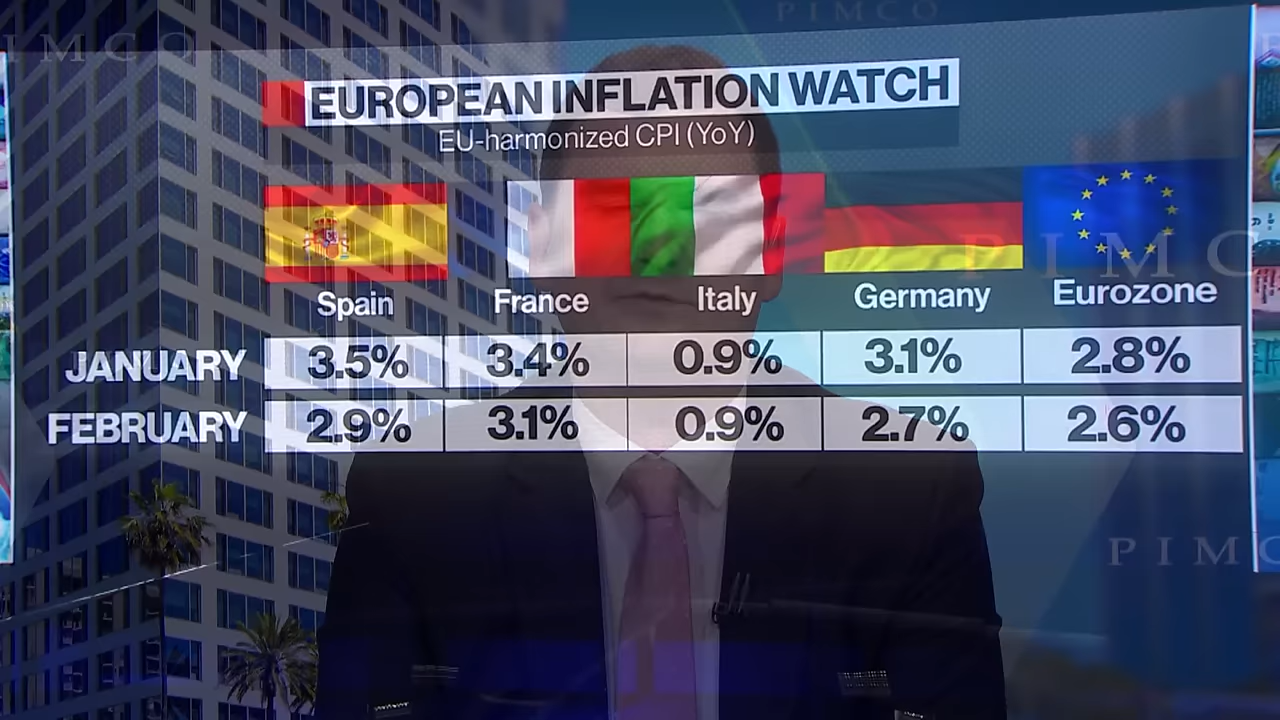 PIMCO
PIMCO
EUROPEAN INFLATION WATCH
EU-harmonized CPI (YoY)
PIMCO
Spain France Italy Germany Eurozone
JANUARY 3.5% 3.4% 0.9% 3.1% 2.8%
FEBRUARY 2.9% 3.1% 0.9% 2.7% 2.6%
PIMC